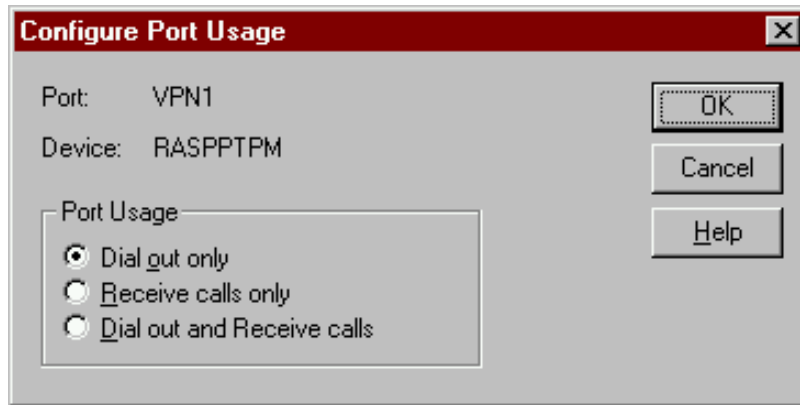 Configure Port Usage
Port: VPN1
Device: RASPPTPM
Port Usage
Dial out only
Receive calls only
Dial out and Receive calls
OK
Cancel
Help